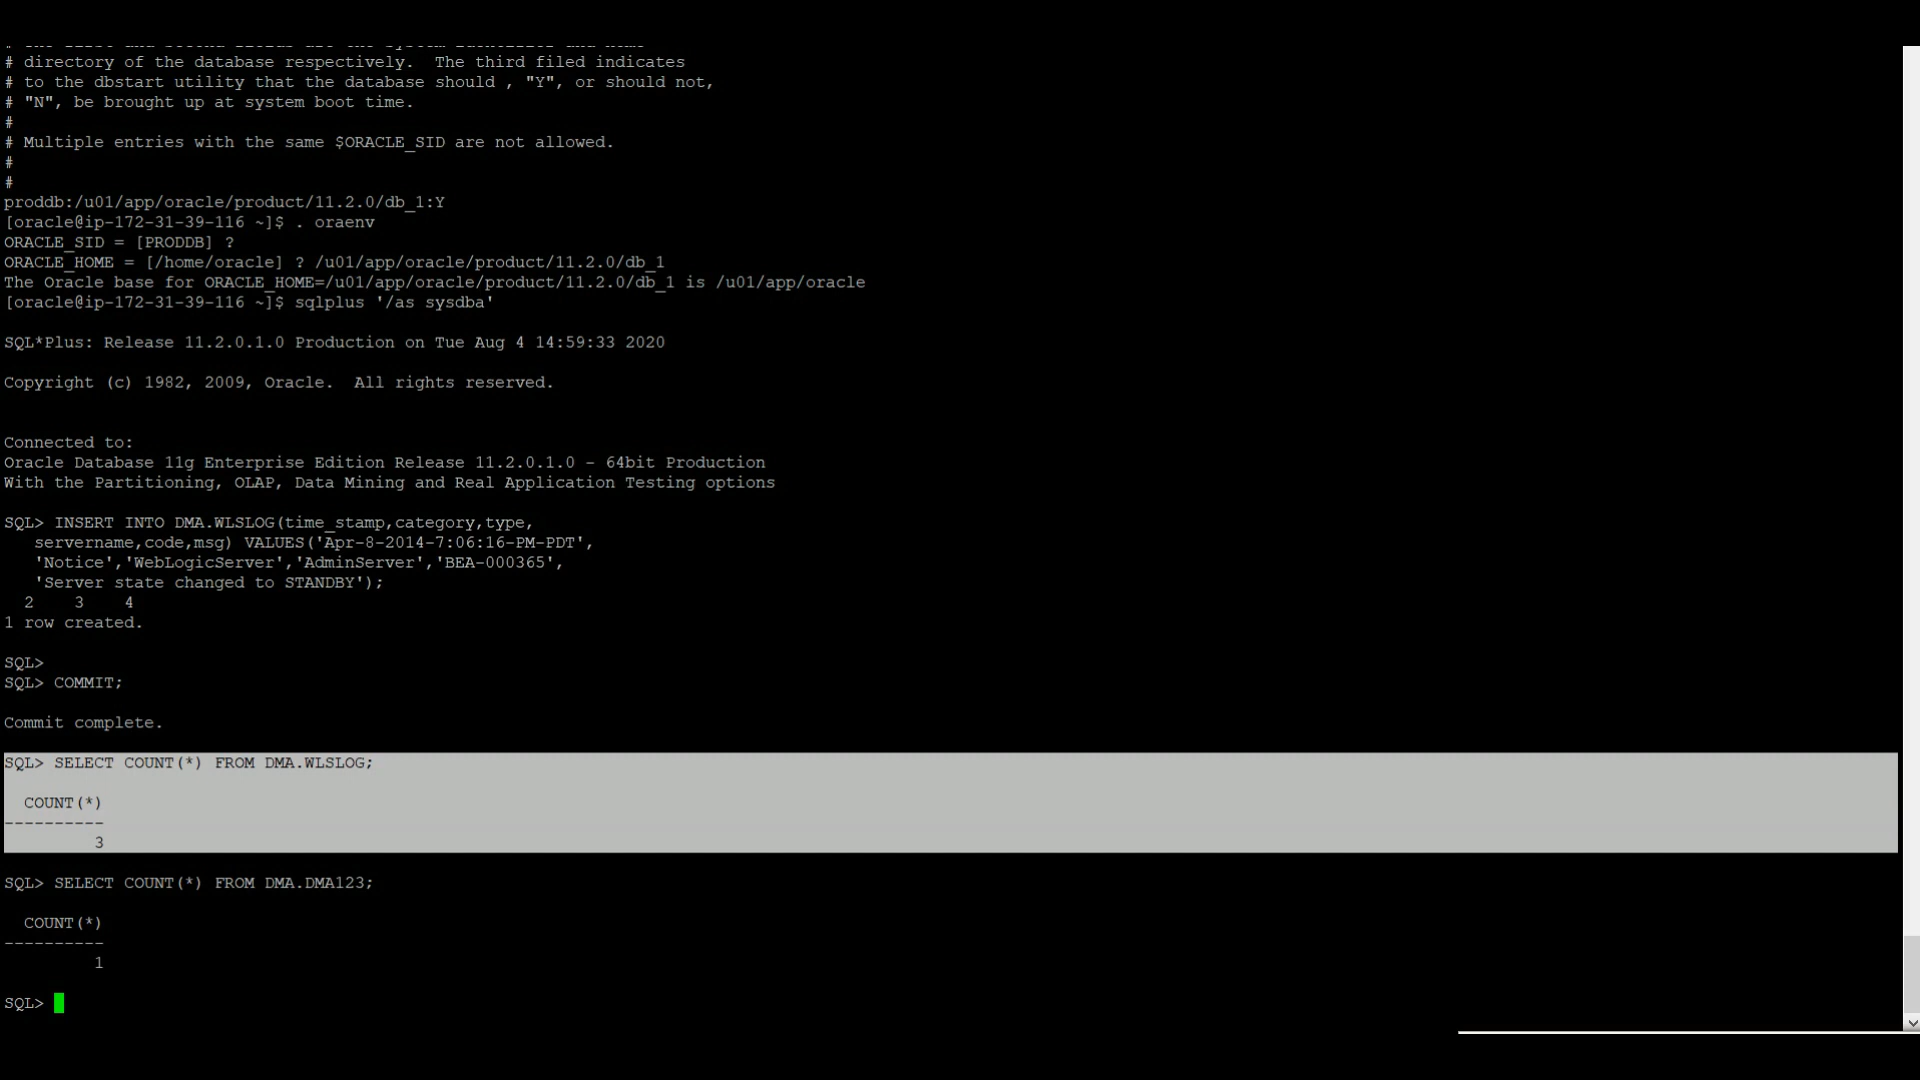 # directory of the database respectively.  The third filed indicates
# to the dbstart utility that the database should , "Y", or should not,
# "N", be brought up at system boot time.
#
# Multiple entries with the same $ORACLE_SID are not allowed.
#
#
proddb:/u01/app/oracle/product/11.2.0/db_1:Y
[oracle@ip-172-31-39-116 ~]$ . oraenv
ORACLE_SID = [PRODDB] ?
ORACLE_HOME = [/home/oracle] ? /u01/app/oracle/product/11.2.0/db_1
The Oracle base for ORACLE_HOME=/u01/app/oracle/product/11.2.0/db_1 is /u01/app/oracle
[oracle@ip-172-31-39-116 ~]$ sqlplus '/as sysdba'
SQL*Plus: Release 11.2.0.1.0 Production on Tue Aug 4 14:59:33 2020
Copyright (c) 1982, 2009, Oracle.  All rights reserved.
Connected to:
Oracle Database 11g Enterprise Edition Release 11.2.0.1.0 - 64bit Production
With the Partitioning, OLAP, Data Mining and Real Application Testing options
SQL> INSERT INTO DMA.WLSLOG(time_stamp,category,type,
   servername,code,msg) VALUES('Apr-8-2014-7:06:16-PM-PDT',
   'Notice','WebLogicServer','AdminServer','BEA-000365',
   'Server state changed to STANDBY');
  2    3    4
1 row created.
SQL>
SQL> COMMIT;
Commit complete.
SQL> SELECT COUNT(*) FROM DMA.WLSLOG;
  COUNT(*)
----------
         3
SQL> SELECT COUNT(*) FROM DMA.DMA123;
  COUNT(*)
----------
         1
SQL>